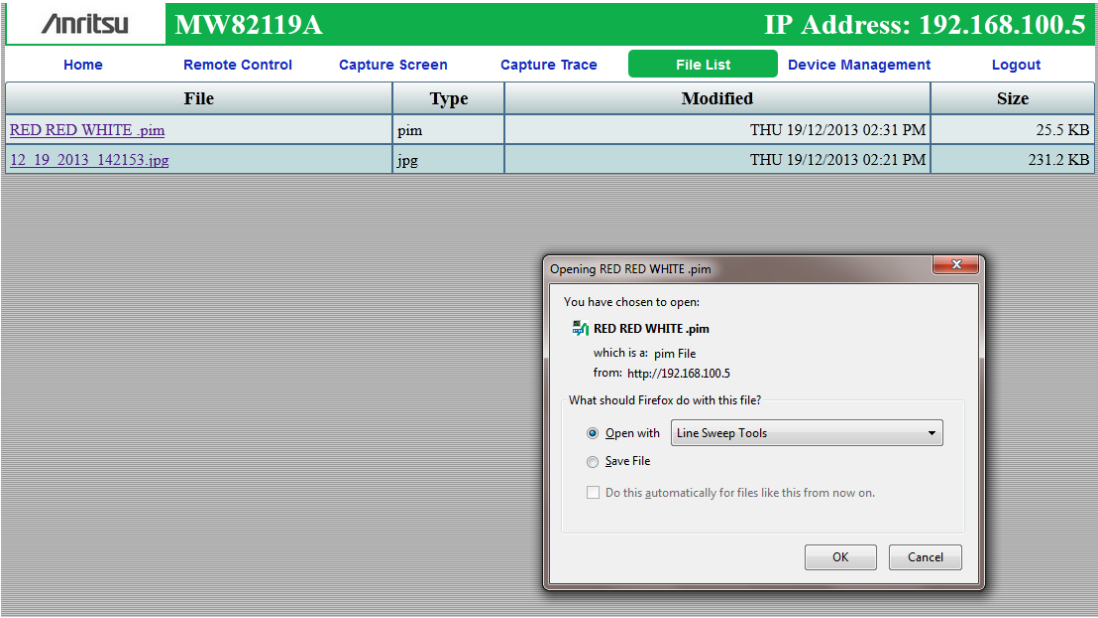 Anritsu MW82119A IP Address: 192.168.100.5
Home Remote Control Capture Screen Capture Trace File List Device Management Logout
File Type Modified Size
RED RED WHITE .pim pim THU 19/12/2013 02:31 PM 25.5 KB
12_19_2013_142153.jpg jpg THU 19/12/2013 02:21 PM 231.2 KB
Opening RED RED WHITE .pim
You have chosen to open:
RED RED WHITE .pim
which is a: pim File
from: http://192.168.100.5
What should Firefox do with this file?
Open with Line Sweep Tools
Save File
Do this automatically for files like this from now on.
OK Cancel